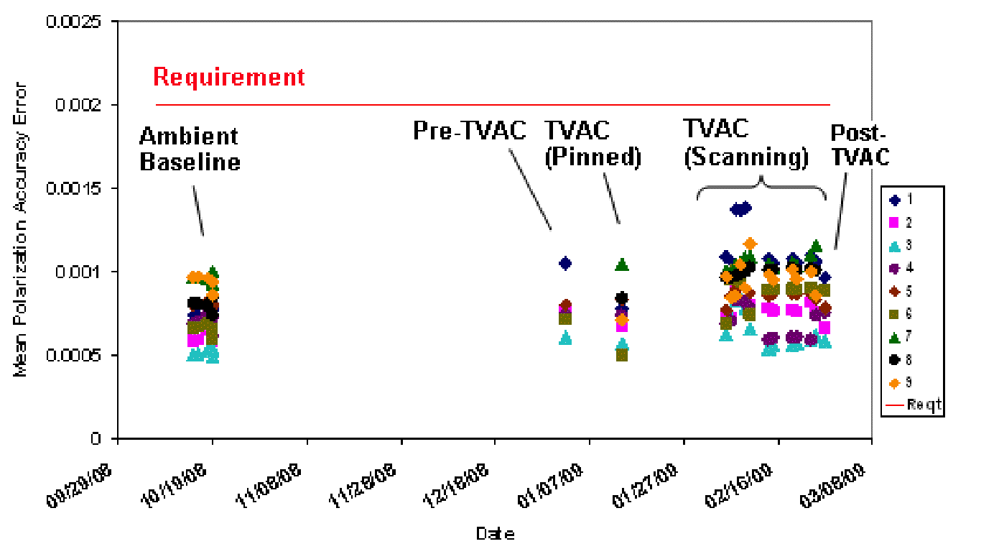 0.0025
Requirement
0.002
Pre-TVAC
TVAC
(Pinned)
TVAC
(Scanning)
Post-
TVAC
Ambient
Baseline
0.0015
0.001
0.0005
0
Mean Polarization Accuracy Error
1
2
3
4
5
6
7
8
9
Reqt
09/29/08
10/19/08
11/08/08
11/28/08
12/18/08
01/07/09
01/27/09
02/16/09
03/08/09
Date